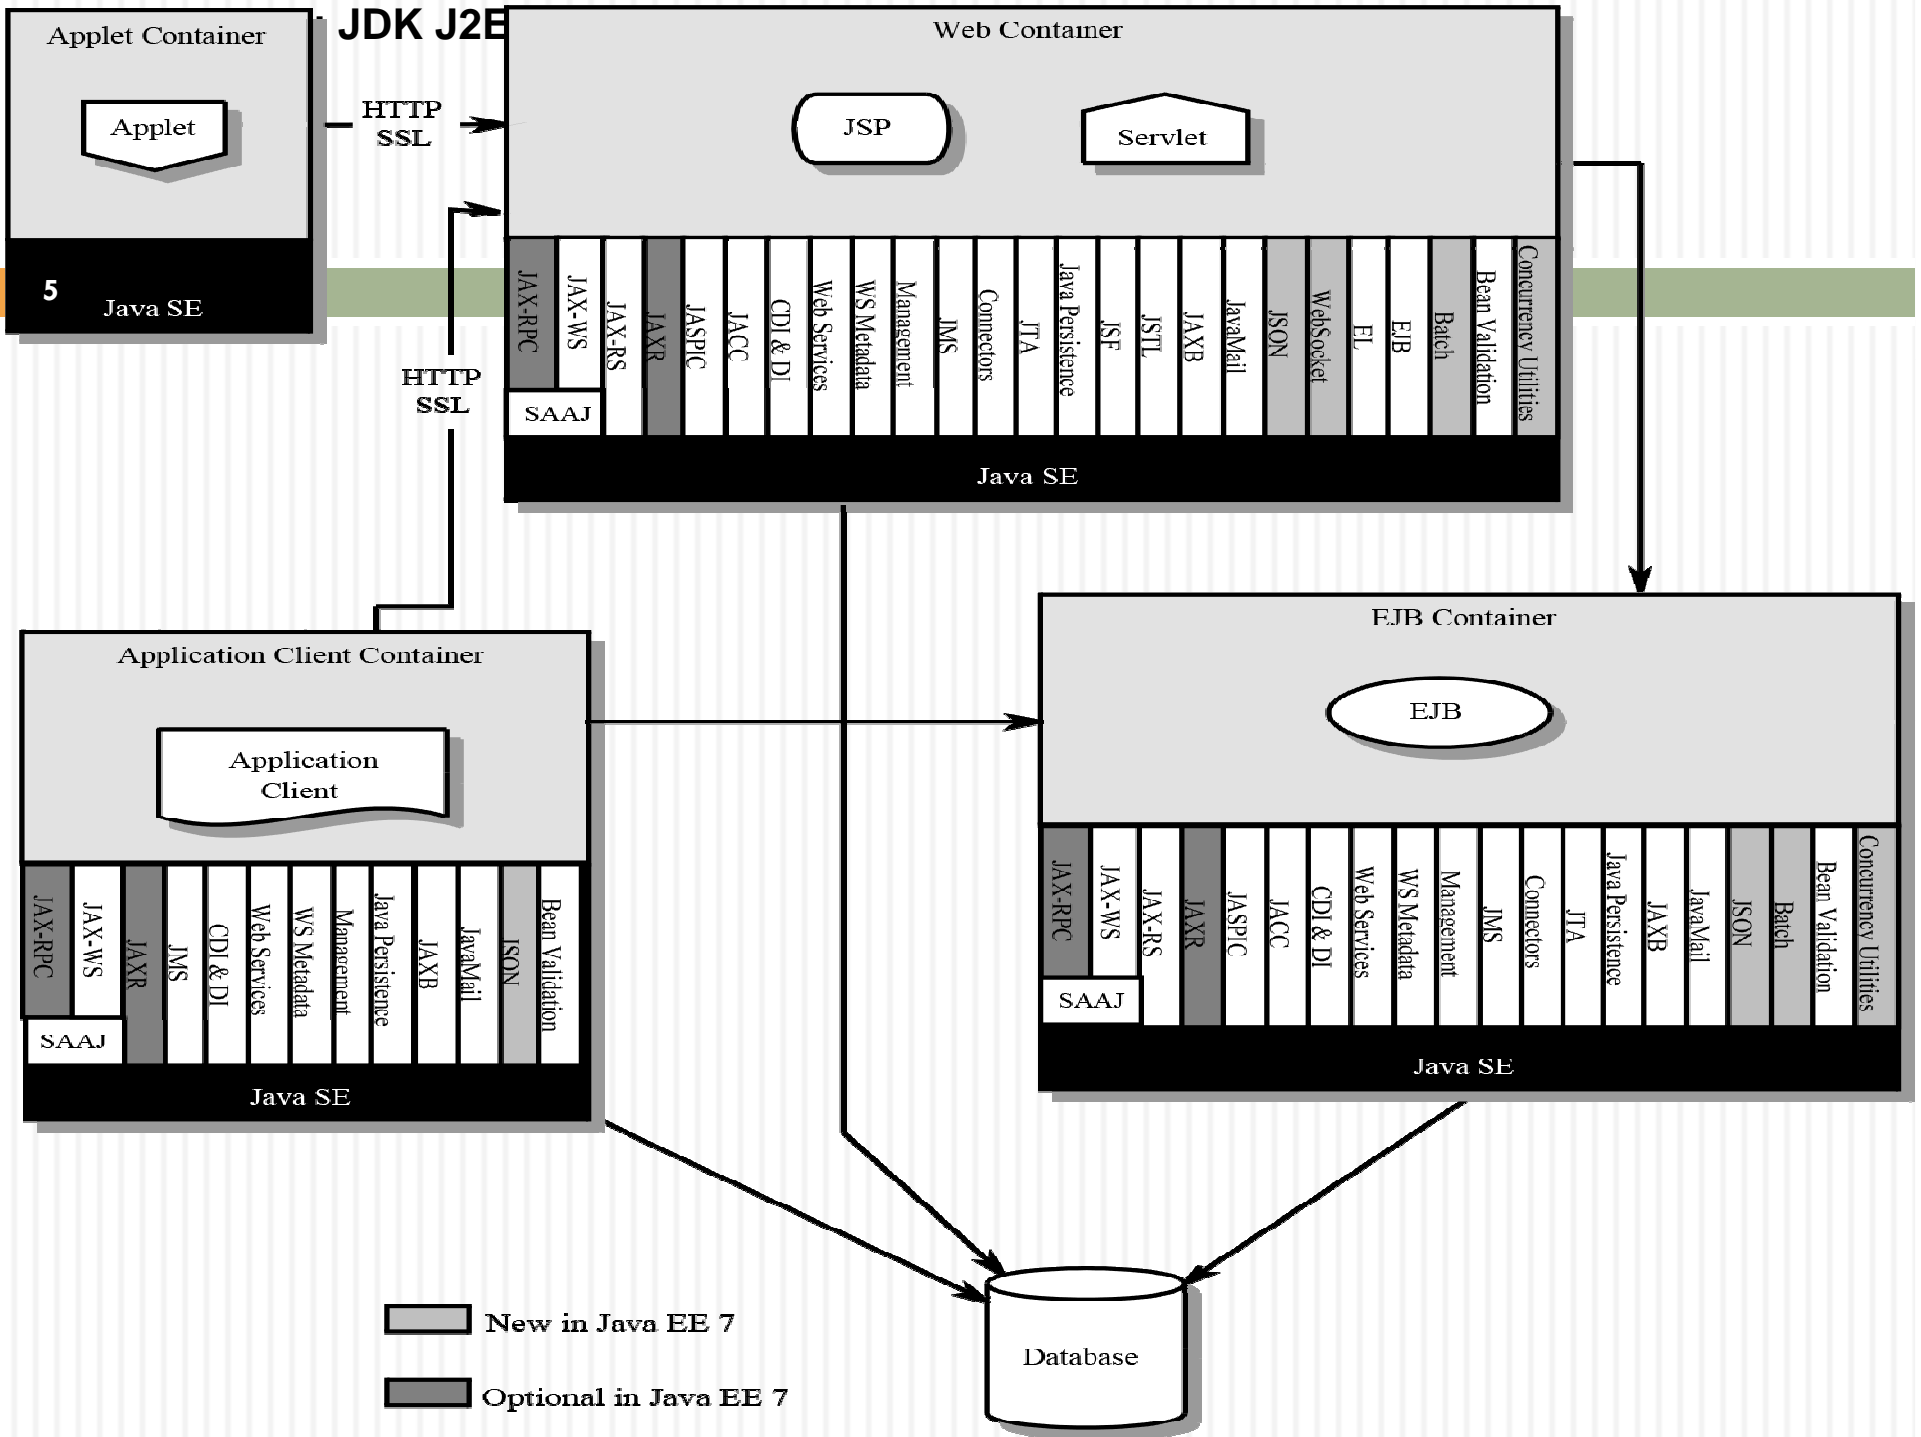 JDK J2E
Applet Container
Applet
5
Java SE
HTTP
SSL
HTTP
SSL
Web Container
JSP
Servlet
JAX-RPC
JAX-WS
SAAJ
JAX-RS
JAXR
JASPIC
JACC
CDI & DI
Web Services
WS Metadata
Management
JMS
Connectors
JTA
Java Persistence
JSF
JSTL
JAXB
JavaMail
JSON
WebSocket
EL
EJB
Batch
Bean Validation
Concurrency Utilities
Java SE
Application Client Container
Application
Client
JAX-RPC
JAX-WS
SAAJ
JAXR
JMS
CDI & DI
Web Services
WS Metadata
Management
Java Persistence
JAXB
JavaMail
JSON
Bean Validation
Java SE
EJB Container
EJB
JAX-RPC
JAX-WS
SAAJ
JAX-RS
JAXR
JASPIC
JACC
CDI & DI
Web Services
WS Metadata
Management
JMS
Connectors
JTA
Java Persistence
JAXB
JavaMail
JSON
Batch
Bean Validation
Concurrency Utilities
Java SE
New in Java EE 7
Optional in Java EE 7
Database